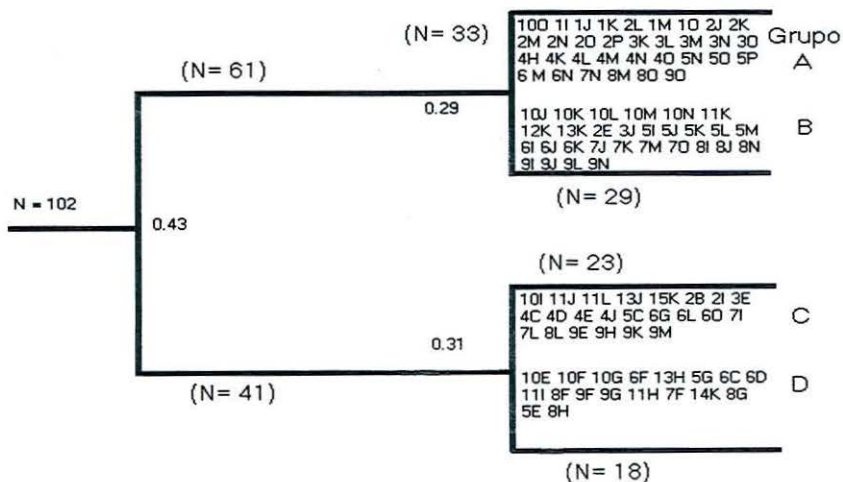 (N= 33)
10O 1I 1J 1K 2L 1M 1O 2J 2K
2M 2N 2O 2P 3K 3L 3M 3N 3O
4H 4K 4L 4M 4N 4O 5N 5O 5P
6 M 6N 7N 8M 8O 9O
Grupo
A
(N= 61)
0.29
10J 10K 10L 10M 10N 11K
12K 13K 2E 3J 5I 5J 5K 5L 5M
6I 6J 6K 7J 7K 7M 7O 8I 8J 8N
9I 9J 9L 9N
B
(N= 29)
N = 102
0.43
(N= 23)
10I 11J 11L 13J 15K 2B 2I 3E
4C 4D 4E 4J 5C 6G 6L 6O 7I
7L 8L 9E 9H 9K 9M
C
0.31
(N= 41)
10E 10F 10G 6F 13H 5G 6C 6D
11I 8F 9F 9G 11H 7F 14K 8G
5E 8H
D
(N= 18)